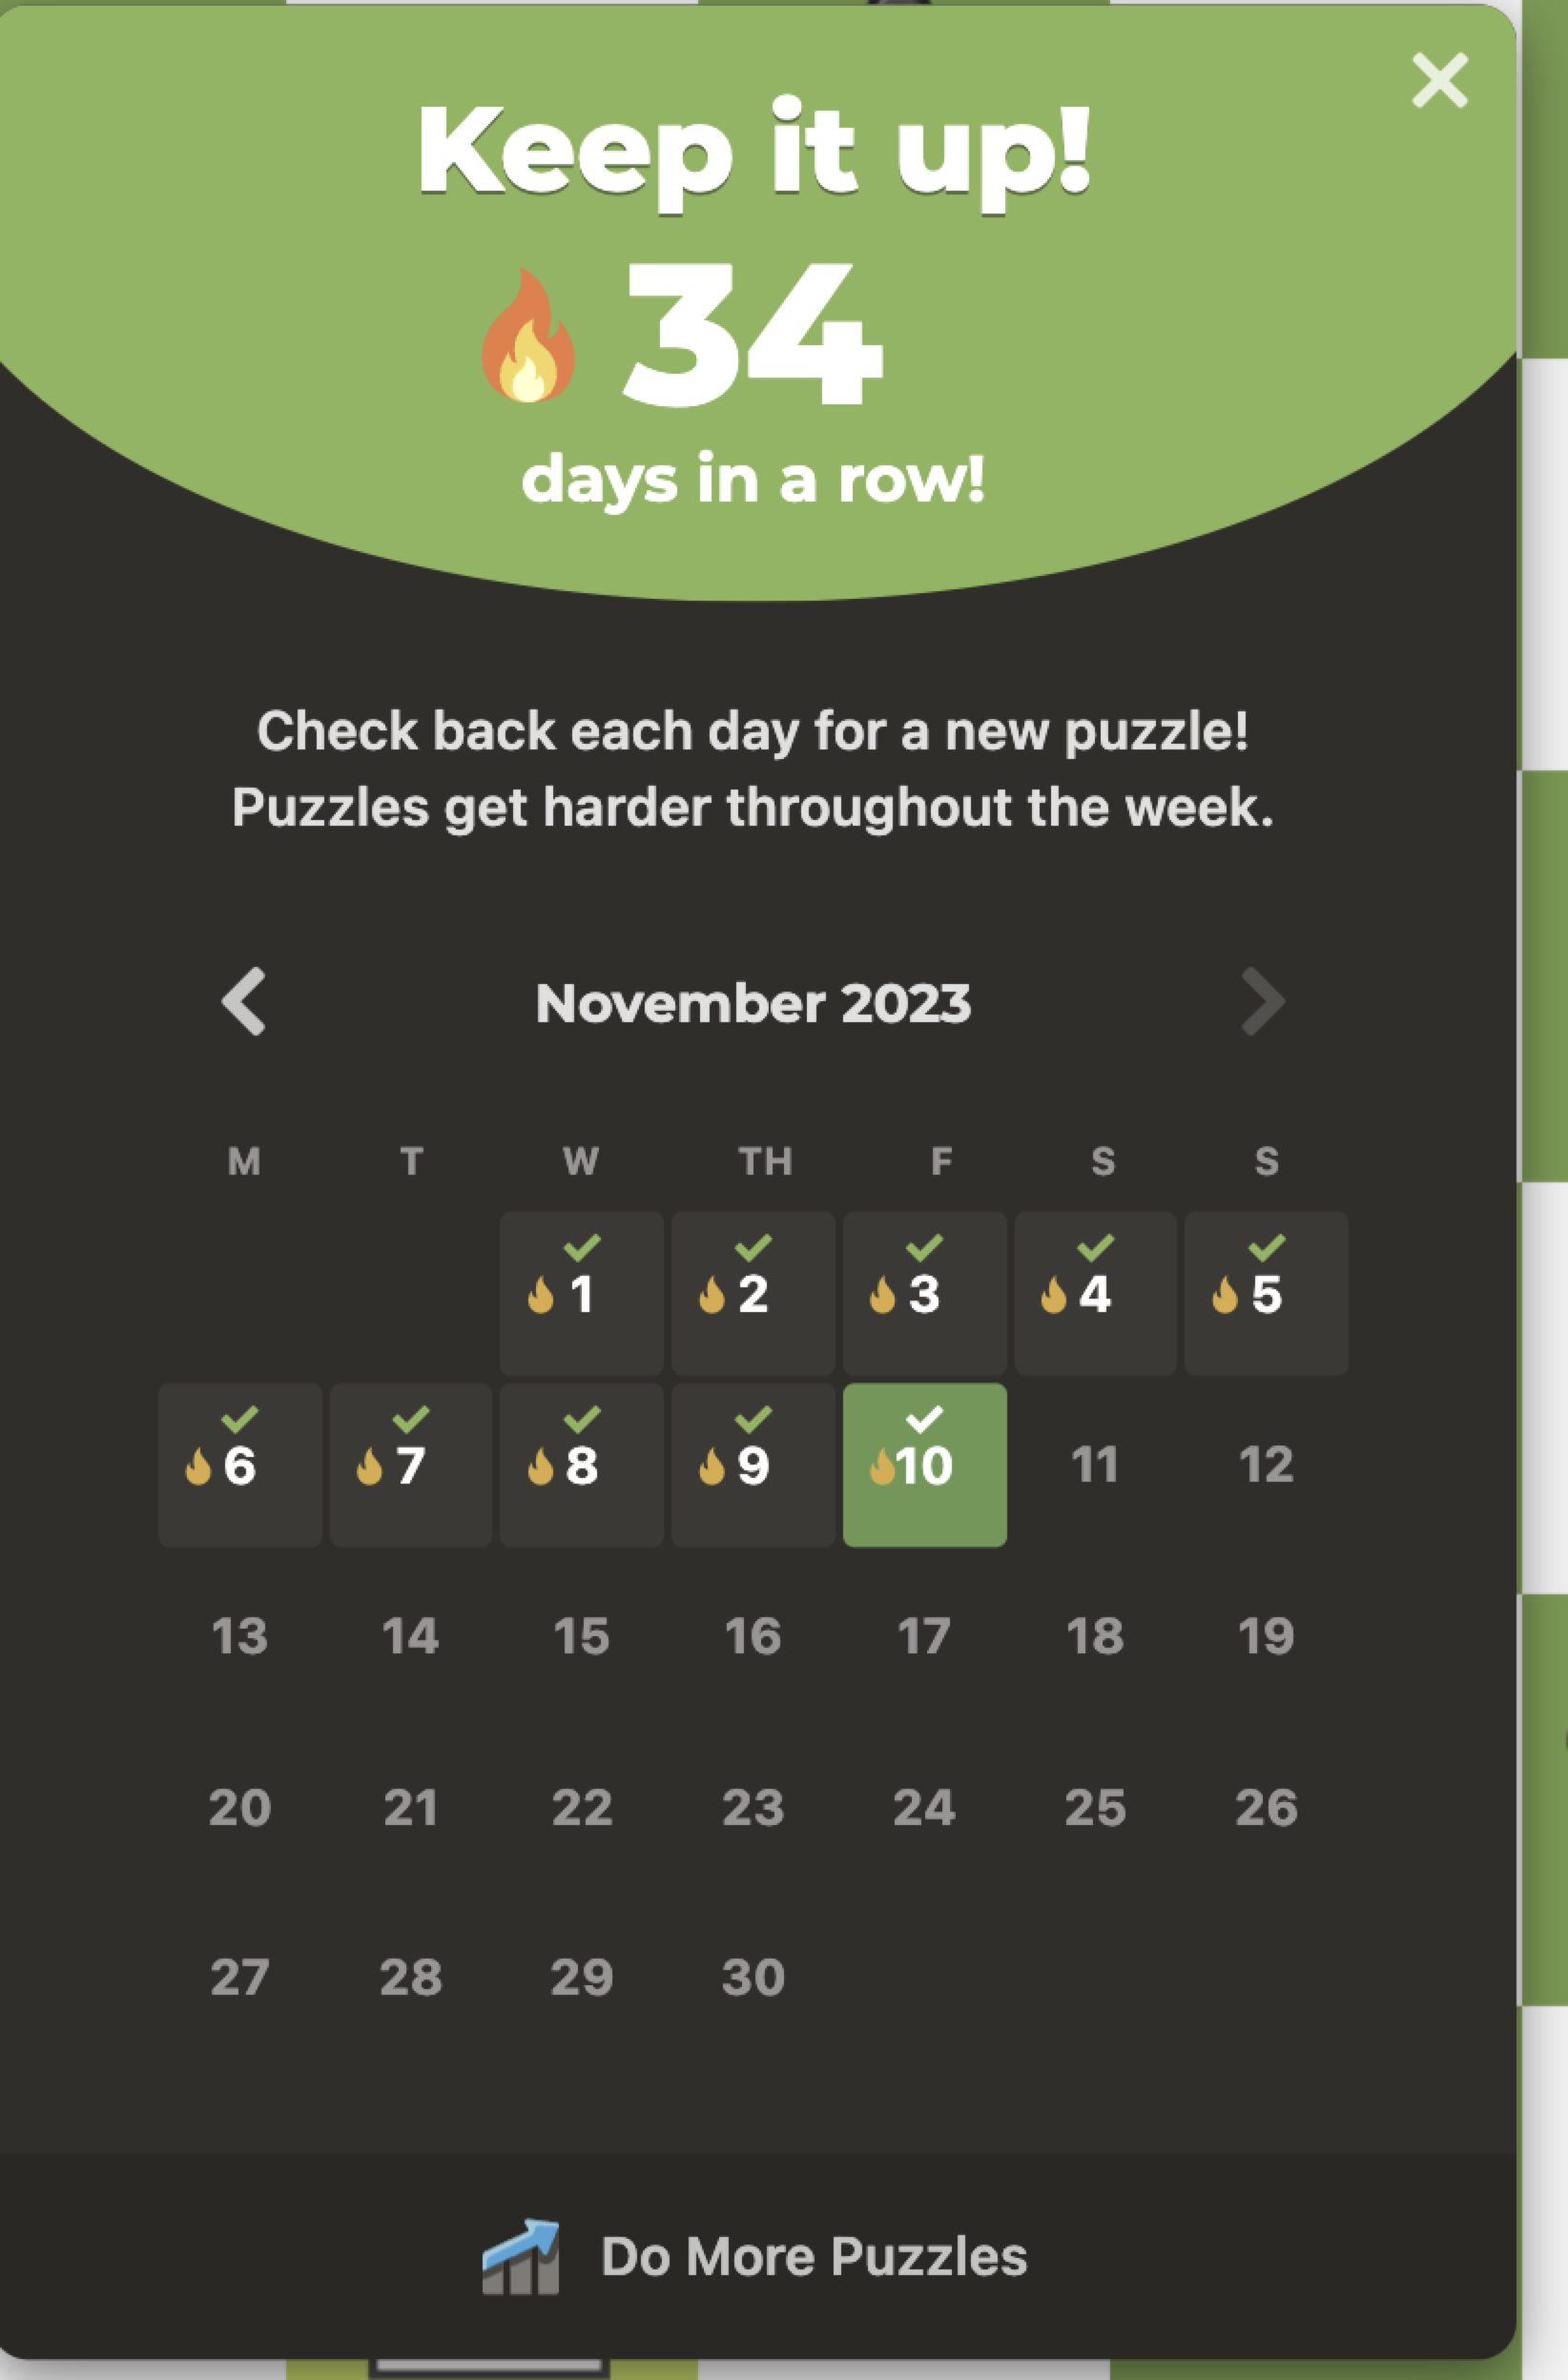 Keep it up!
34
days in a row!
Check back each day for a new puzzle!
Puzzles get harder throughout the week.
November 2023
M T W TH F S S
1 2 3 4 5
6 7 8 9 10 11 12
13 14 15 16 17 18 19
20 21 22 23 24 25 26
27 28 29 30
Do More Puzzles